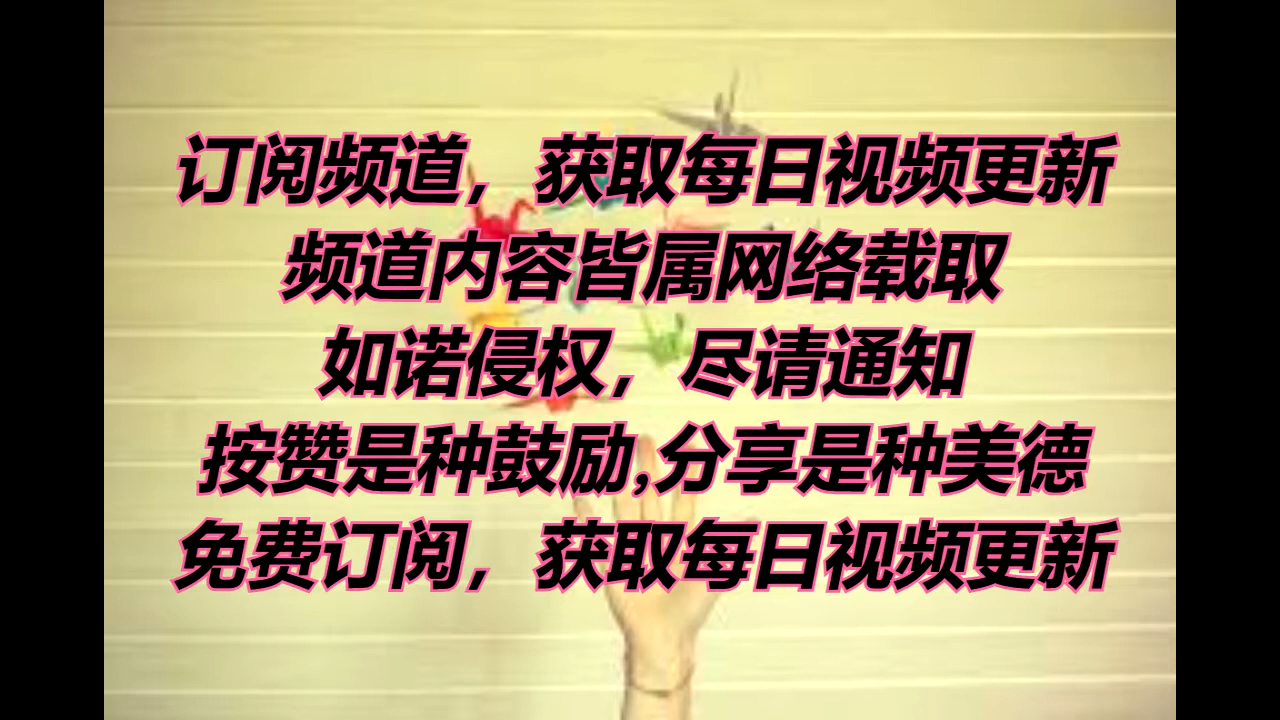 订阅频道，获取每日视频更新
频道内容皆属网络载取
如诺侵权，尽请通知
按赞是种鼓励,分享是种美德
免费订阅，获取每日视频更新